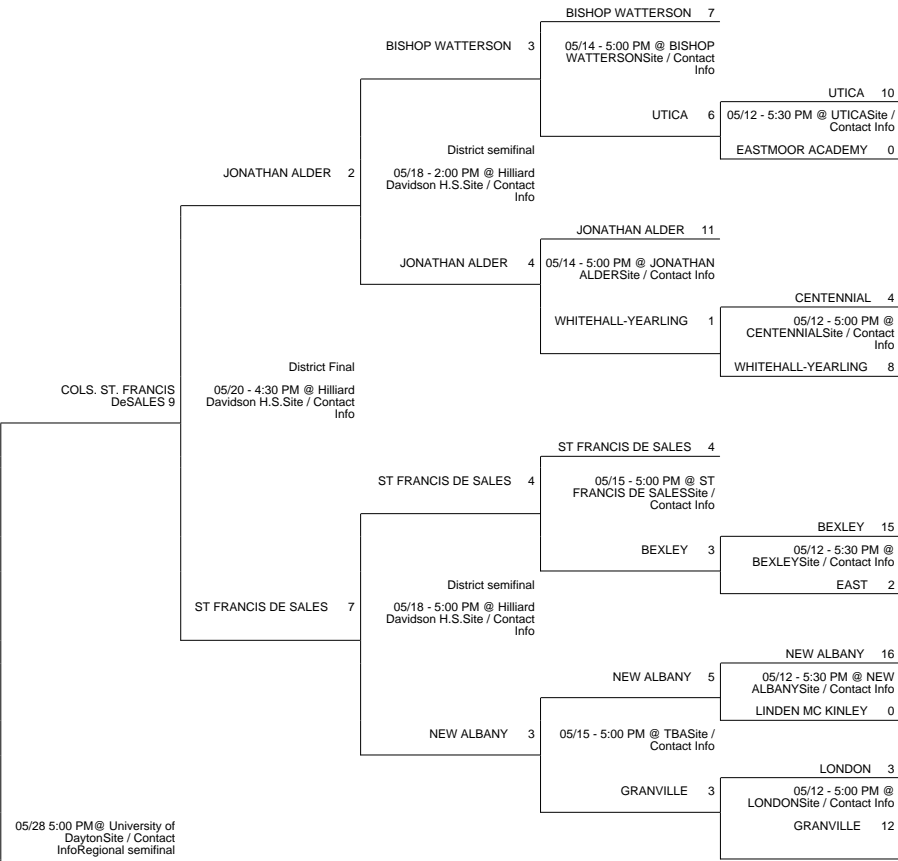 BISHOP WATTERSON 7
BISHOP WATTERSON 3
05/14 - 5:00 PM @ BISHOP
WATTERSONSite / Contact
Info
UTICA 10
UTICA 6
05/12 - 5:30 PM @ UTICASite /
Contact Info
EASTMOOR ACADEMY 0
JONATHAN ALDER 2
District semifinal
05/18 - 2:00 PM @ Hilliard
Davidson H.S.Site / Contact
Info
JONATHAN ALDER 11
JONATHAN ALDER 4
05/14 - 5:00 PM @ JONATHAN
ALDERSite / Contact Info
CENTENNIAL 4
WHITEHALL-YEARLING 1
05/12 - 5:00 PM @
CENTENNIALSite / Contact
Info
WHITEHALL-YEARLING 8
COLS. ST. FRANCIS
DeSALES 9
District Final
05/20 - 4:30 PM @ Hilliard
Davidson H.S.Site / Contact
Info
ST FRANCIS DE SALES 4
ST FRANCIS DE SALES 4
05/15 - 5:00 PM @ ST
FRANCIS DE SALESSite /
Contact Info
BEXLEY 15
BEXLEY 3
05/12 - 5:30 PM @
BEXLEYSite / Contact Info
EAST 2
ST FRANCIS DE SALES 7
District semifinal
05/18 - 5:00 PM @ Hilliard
Davidson H.S.Site / Contact
Info
NEW ALBANY 16
NEW ALBANY 5
05/12 - 5:30 PM @ NEW
ALBANYSite / Contact Info
LINDEN MC KINLEY 0
NEW ALBANY 3
05/15 - 5:00 PM @ TBASite /
Contact Info
LONDON 3
GRANVILLE 3
05/12 - 5:00 PM @
LONDONSite / Contact Info
GRANVILLE 12
05/28 5:00 PM@ University of
DaytonSite / Contact
InfoRegional semifinal